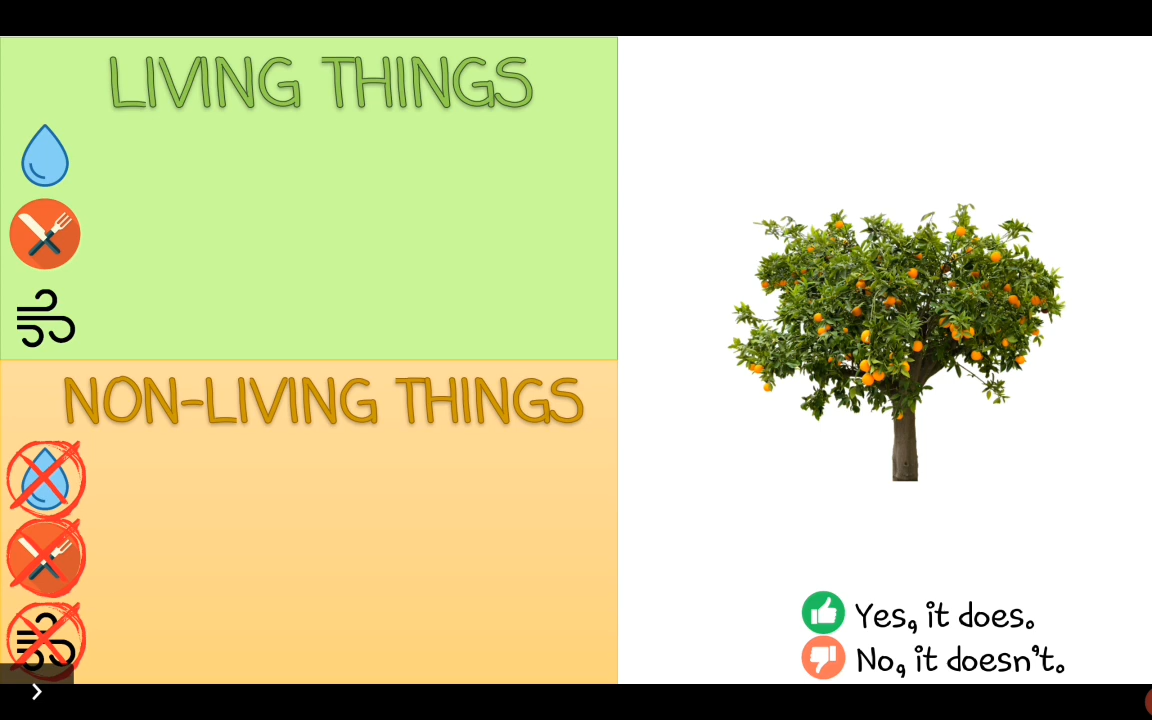 LIVING THINGS
NON-LIVING THINGS
Yes, it does.
No, it doesn't.